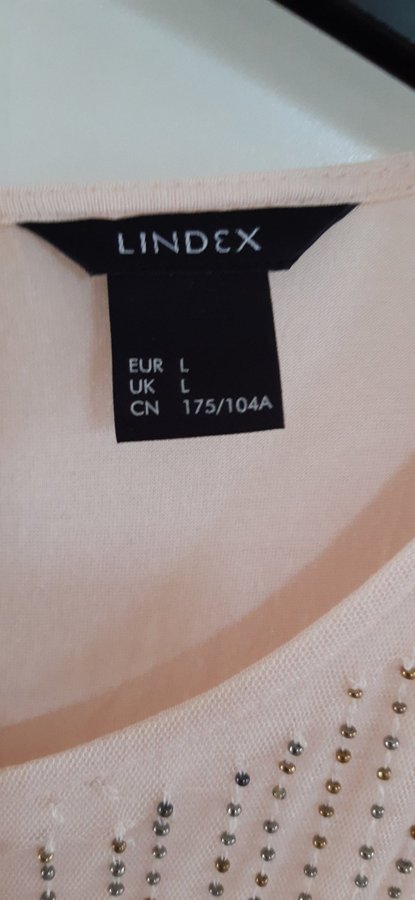 LINDEX
EUR L
UK L
CN 175/104A